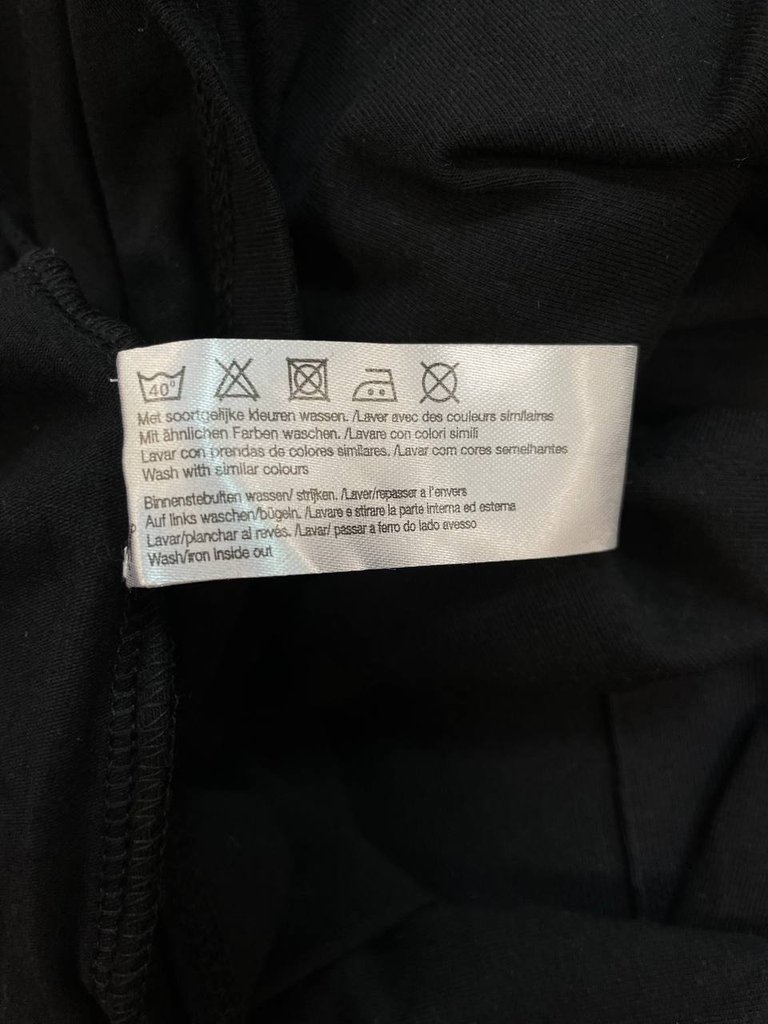 40°
Met soortgelijke kleuren wassen. /Laver avec des couleurs similaires
Mit ähnlichen Farben waschen. /Lavare con colori simili
Lavar con prendas de colores similares. /Lavar com cores semelhantes
Wash with similar colours
Binnenstebuiten wassen/ strijken. /Laver/repasser a l'envers
Auf links waschen/bügeln. /Lavare e stirare la parte interna ed esterna
Lavar/planchar al revés. /Lavar/ passar a ferro do lado avesso
Wash/iron inside out